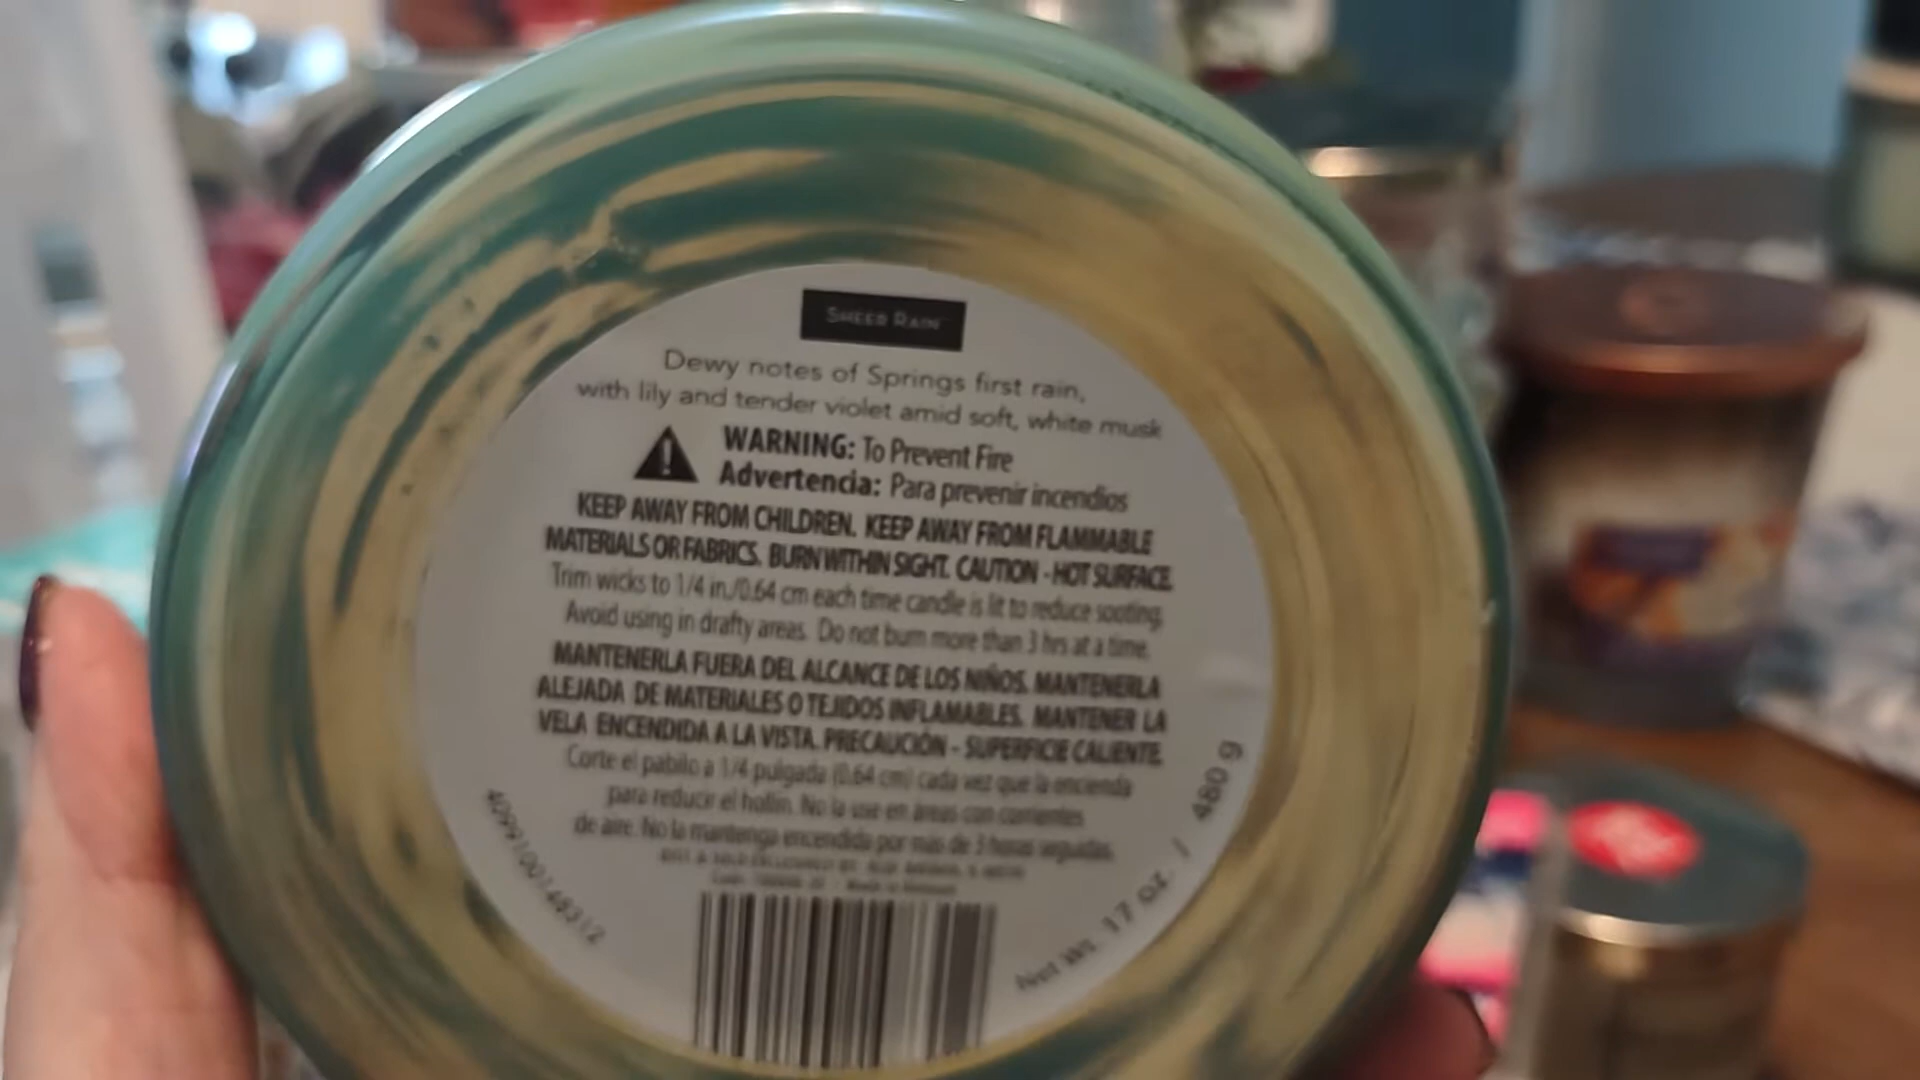 SHEER RAIN
Dewy notes of Springs first rain,
with lily and tender violet amid soft, white musk
WARNING: To Prevent Fire
Advertencia: Para prevenir incendios
KEEP AWAY FROM CHILDREN. KEEP AWAY FROM FLAMMABLE
MATERIALS OR FABRICS. BURN WITHIN SIGHT. CAUTION - HOT SURFACE.
Trim wicks to 1/4 in./0.64 cm each time candle is lit to reduce sooting.
Avoid using in drafty areas. Do not burn more than 3 hrs at a time.
MANTENERLA FUERA DEL ALCANCE DE LOS NIÑOS. MANTENERLA
ALEJADA DE MATERIALES O TEJIDOS INFLAMABLES. MANTENER LA
VELA ENCENDIDA A LA VISTA. PRECAUCIÓN - SUPERFICIE CALIENTE.
Corte el pabilo a 1/4 pulgada (0.64 cm) cada vez que la encienda
para reducir el hollín. No la use en áreas con corrientes
de aire. No la mantenga encendida por más de 3 horas seguidas.
Net Wt. 17 oz. / 480 g